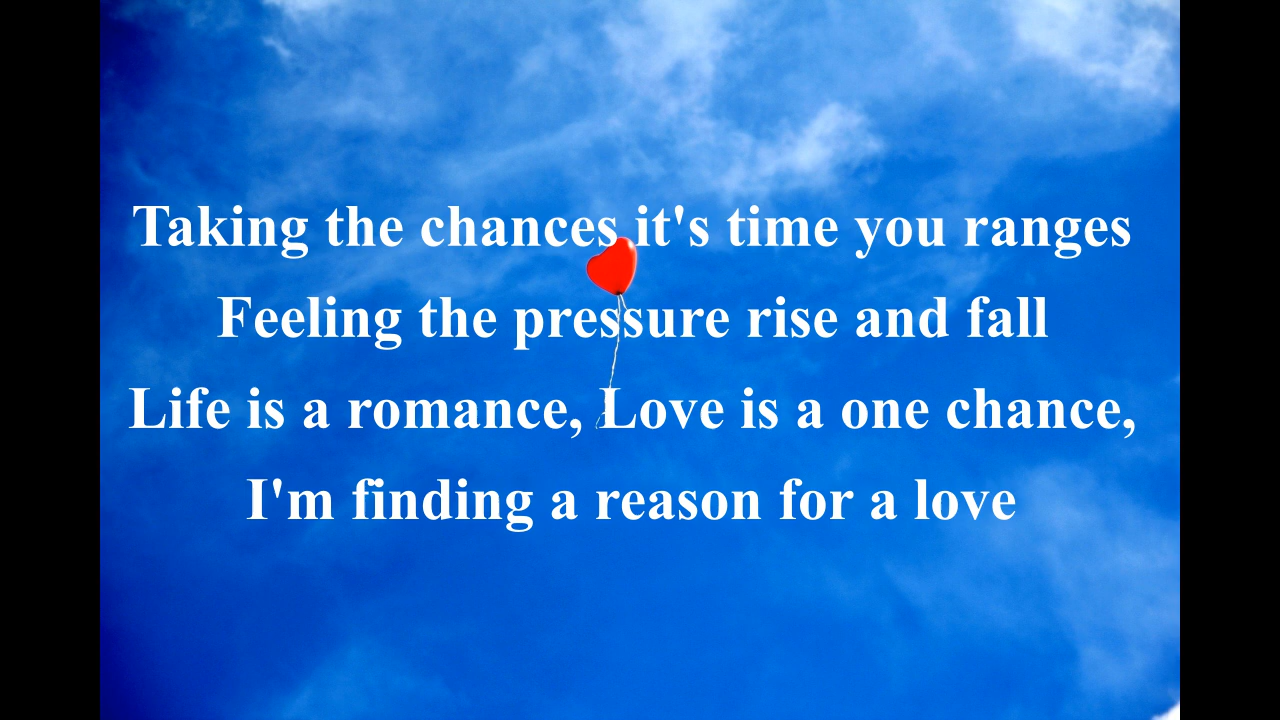 Taking the chances it's time you ranges
Feeling the pressure rise and fall
Life is a romance, Love is a one chance,
I'm finding a reason for a love